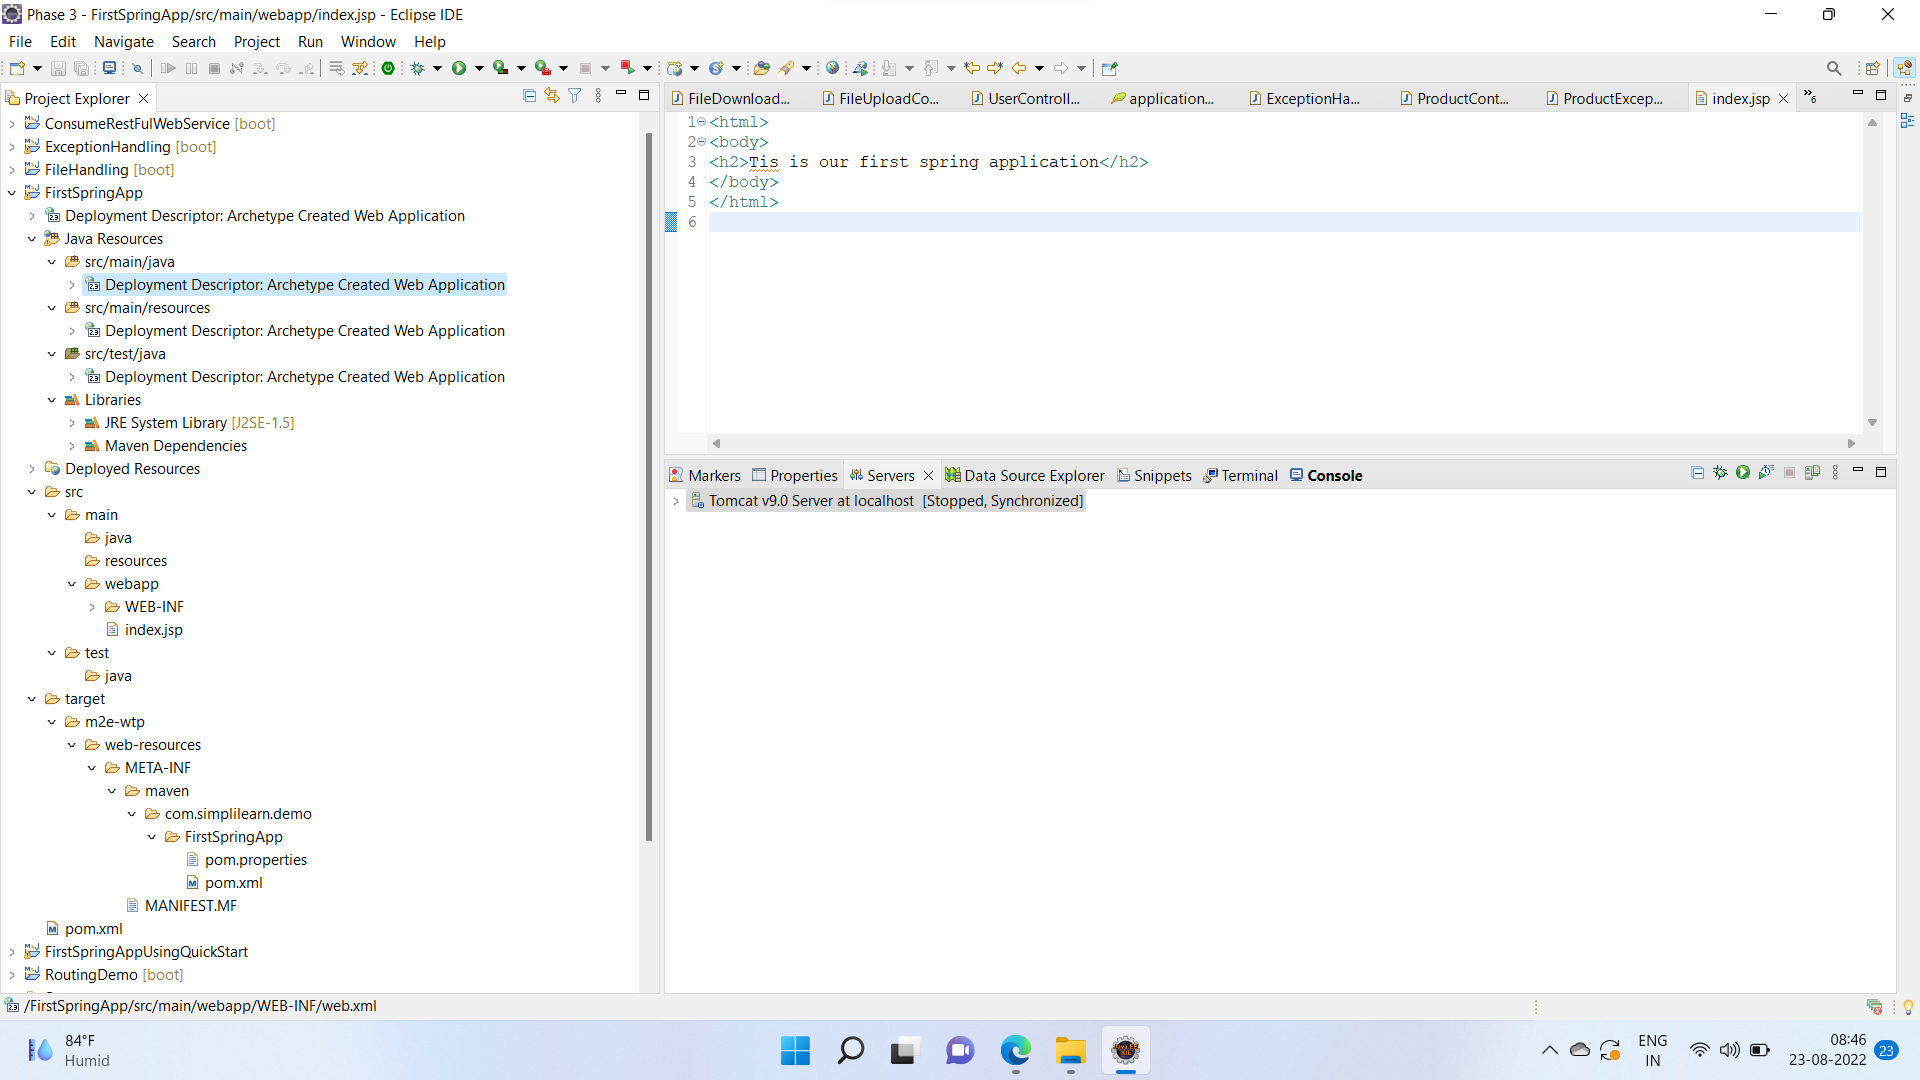 Phase 3 - FirstSpringApp/src/main/webapp/index.jsp - Eclipse IDE
File Edit Navigate Search Project Run Window Help
Project Explorer
ConsumeRestFulWebService [boot]
ExceptionHandling [boot]
FileHandling [boot]
FirstSpringApp
Deployment Descriptor: Archetype Created Web Application
Java Resources
src/main/java
Deployment Descriptor: Archetype Created Web Application
src/main/resources
Deployment Descriptor: Archetype Created Web Application
src/test/java
Deployment Descriptor: Archetype Created Web Application
Libraries
JRE System Library [J2SE-1.5]
Maven Dependencies
Deployed Resources
src
main
java
resources
webapp
WEB-INF
index.jsp
test
java
target
m2e-wtp
web-resources
META-INF
maven
com.simplilearn.demo
FirstSpringApp
pom.properties
pom.xml
MANIFEST.MF
pom.xml
FirstSpringAppUsingQuickStart
RoutingDemo [boot]
FileDownload... FileUploadCo... UserControll... application... ExceptionHa... ProductCont... ProductExcep... index.jsp »6
1 <html>
2 <body>
3 <h2>Tis is our first spring application</h2>
4 </body>
5 </html>
6
Markers Properties Servers Data Source Explorer Snippets Terminal Console
Tomcat v9.0 Server at localhost [Stopped, Synchronized]
/FirstSpringApp/src/main/webapp/WEB-INF/web.xml
84°F
Humid
ENG
IN
08:46
23-08-2022
23